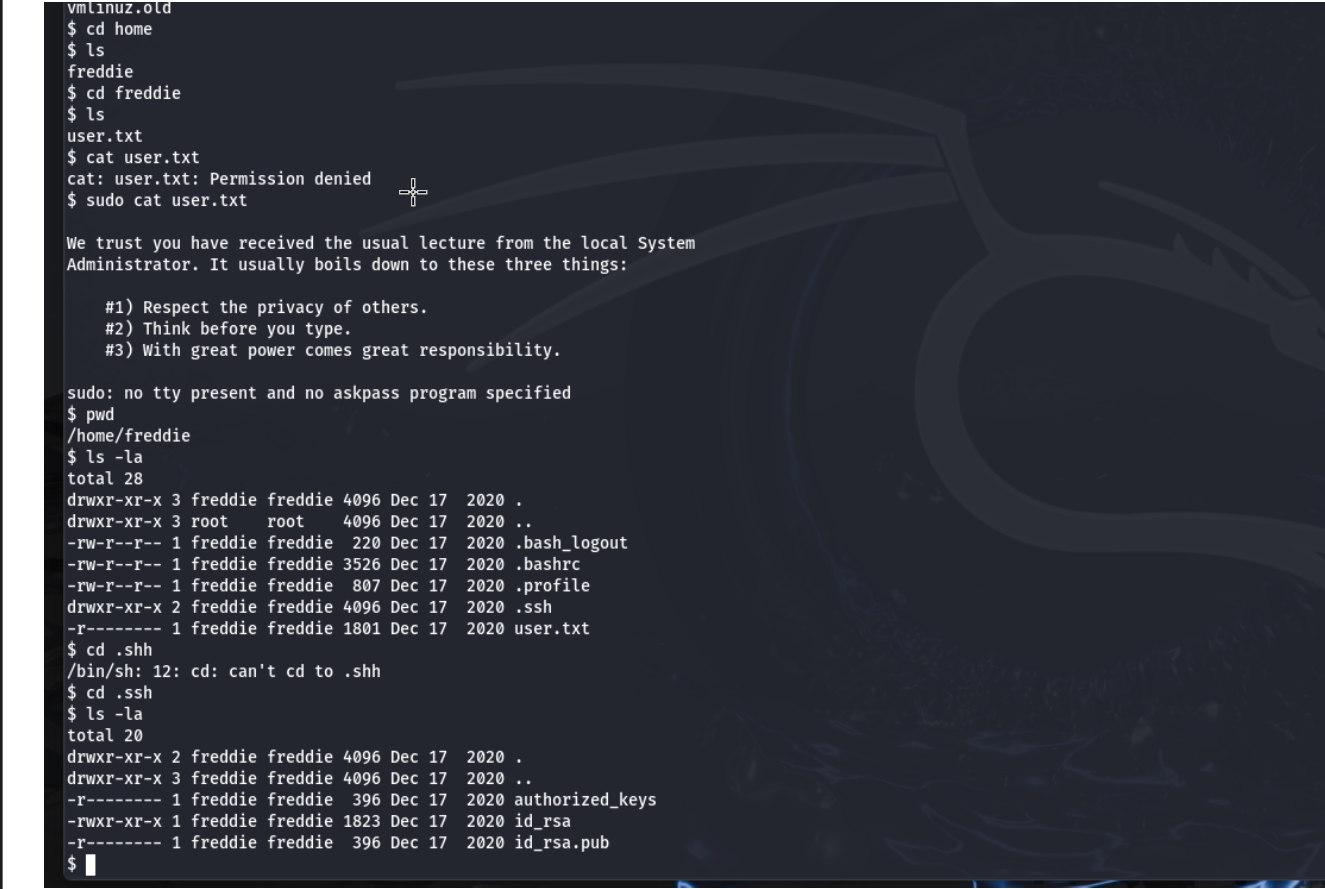 vmlinuz.old
$ cd home
$ ls
freddie
$ cd freddie
$ ls
user.txt
$ cat user.txt
cat: user.txt: Permission denied
$ sudo cat user.txt
We trust you have received the usual lecture from the local System
Administrator. It usually boils down to these three things:
#1) Respect the privacy of others.
#2) Think before you type.
#3) With great power comes great responsibility.
sudo: no tty present and no askpass program specified
$ pwd
/home/freddie
$ ls -la
total 28
drwxr-xr-x 3 freddie freddie 4096 Dec 17  2020 .
drwxr-xr-x 3 root    root    4096 Dec 17  2020 ..
-rw-r--r-- 1 freddie freddie  220 Dec 17  2020 .bash_logout
-rw-r--r-- 1 freddie freddie 3526 Dec 17  2020 .bashrc
-rw-r--r-- 1 freddie freddie  807 Dec 17  2020 .profile
drwxr-xr-x 2 freddie freddie 4096 Dec 17  2020 .ssh
-r-------- 1 freddie freddie 1801 Dec 17  2020 user.txt
$ cd .shh
/bin/sh: 12: cd: can't cd to .shh
$ cd .ssh
$ ls -la
total 20
drwxr-xr-x 2 freddie freddie 4096 Dec 17  2020 .
drwxr-xr-x 3 freddie freddie 4096 Dec 17  2020 ..
-r-------- 1 freddie freddie  396 Dec 17  2020 authorized_keys
-rwxr-xr-x 1 freddie freddie 1823 Dec 17  2020 id_rsa
-r-------- 1 freddie freddie  396 Dec 17  2020 id_rsa.pub
$